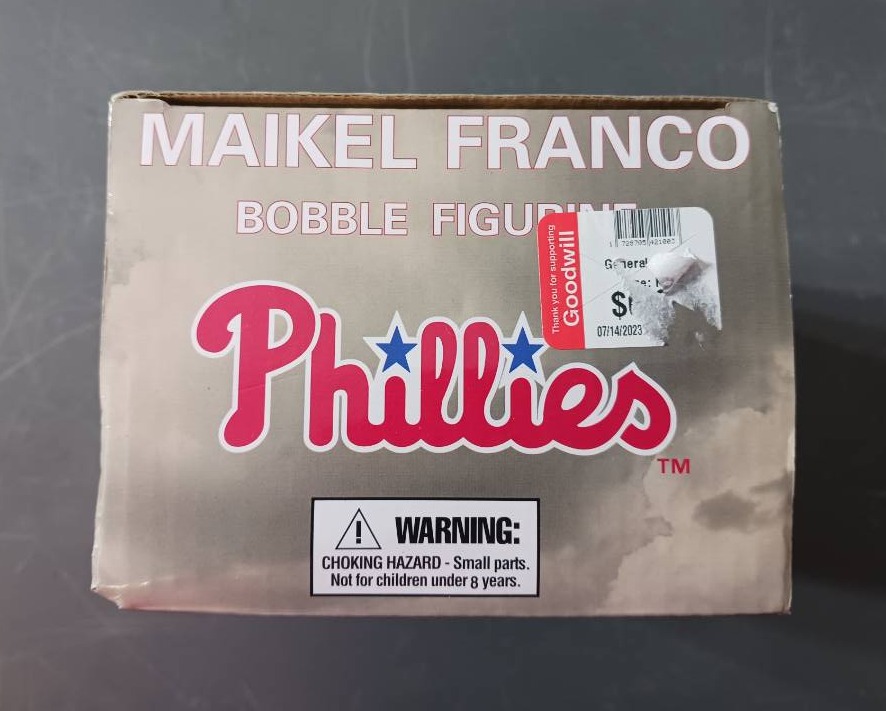 MAIKEL FRANCO
BOBBLE FIGURINE
Thank you for supporting
Goodwill
07/14/2023
Phillies
TM
WARNING:
CHOKING HAZARD - Small parts.
Not for children under 8 years.